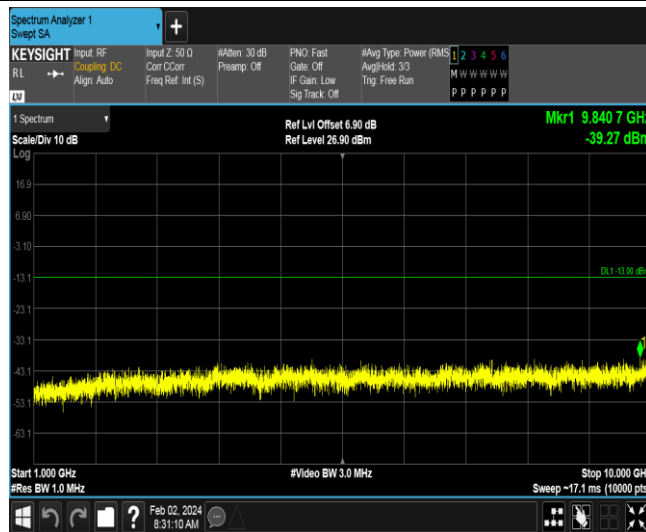 Spectrum Analyzer 1
Swept SA
KEYSIGHT
RL
LXI
Input: RF
Coupling: DC
Align: Auto
Input Z: 50 Ω
Corr CCorr
Freq Ref: Int (S)
#Atten: 30 dB
Preamp: Off
PNO: Fast
Gate: Off
IF Gain: Low
Sig Track: Off
#Avg Type: Power (RMS
Avg|Hold: 3/3
Trig: Free Run
1 2 3 4 5 6
M W W W W W
P P P P P P
1 Spectrum
Scale/Div 10 dB
Log
Ref Lvl Offset 6.90 dB
Ref Level 26.90 dBm
Mkr1 9.840 7 GHz
-39.27 dBm
16.9
6.90
-3.10
-13.1
DL1 -13.00 dBm
-23.1
-33.1
1
-43.1
-53.1
-63.1
Start 1.000 GHz
#Res BW 1.0 MHz
#Video BW 3.0 MHz
Stop 10.000 GHz
Sweep ~17.1 ms (10000 pts
?
Feb 02, 2024
8:31:10 AM